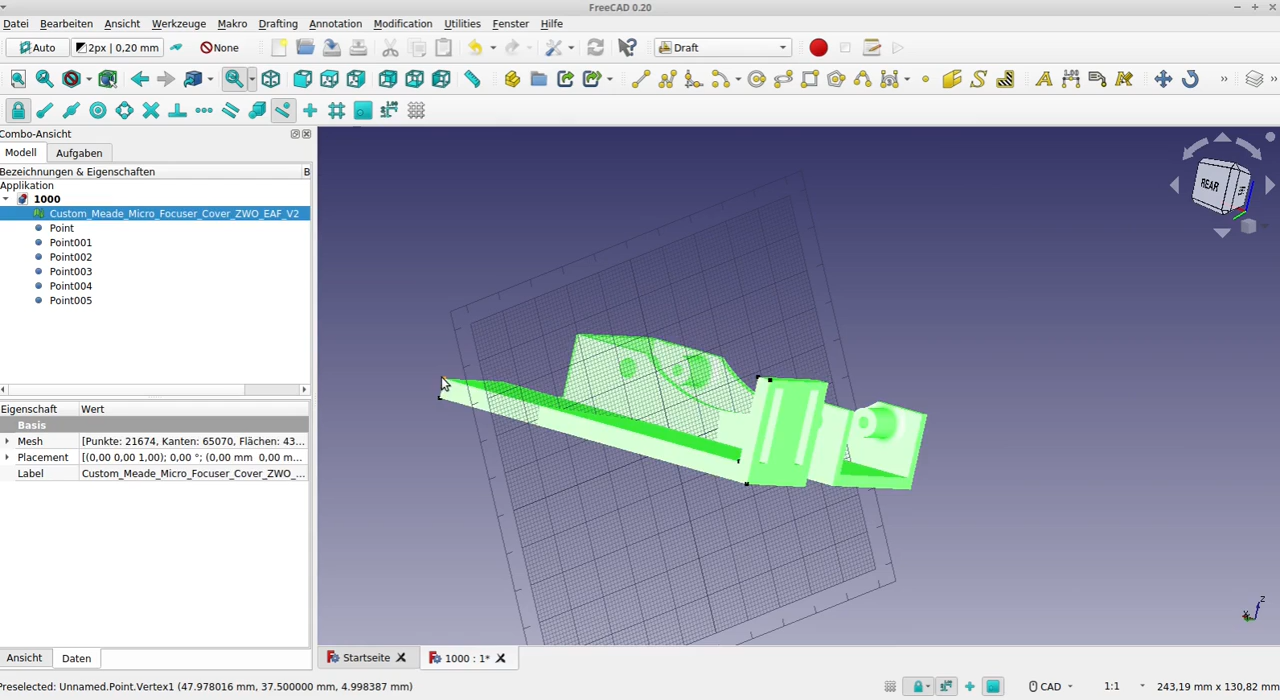 FreeCAD 0.20
Datei Bearbeiten Ansicht Werkzeuge Makro Drafting Annotation Modification Utilities Fenster Hilfe
Auto 2px | 0,20 mm None Draft
Combo-Ansicht
Modell Aufgaben
Bezeichnungen & Eigenschaften B
Applikation
1000
Custom_Meade_Micro_Focuser_Cover_ZWO_EAF_V2
Point
Point001
Point002
Point003
Point004
Point005
REAR
Z
Eigenschaft Wert
Basis
Mesh [Punkte: 21674, Kanten: 65070, Flächen: 43...
Placement [(0,00 0,00 1,00); 0,00 °; (0,00 mm 0,00 m...
Label Custom_Meade_Micro_Focuser_Cover_ZWO_...
Ansicht Daten
Startseite 1000 : 1*
Preselected: Unnamed.Point.Vertex1 (47.978016 mm, 37.500000 mm, 4.998387 mm) CAD 1:1 243,19 mm x 130,82 mm